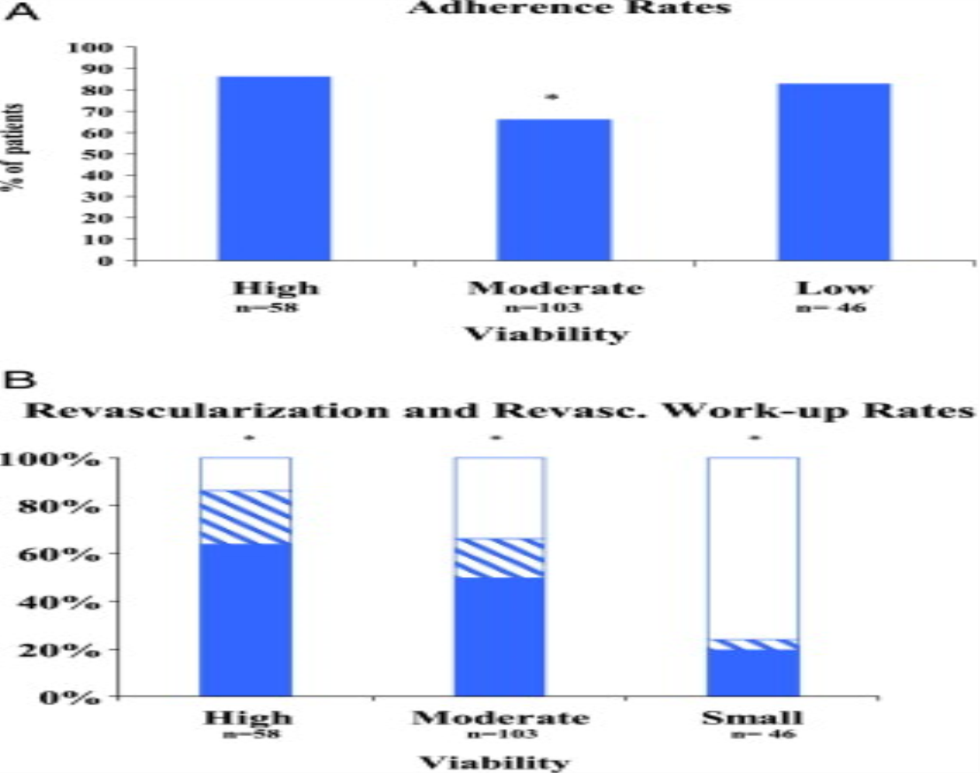 A
Adherence Rates
100
90
80
70
60
50
40
30
20
10
0
% of patients
*
High
Moderate
Low
n=58
n=103
n= 46
Viability
B
Revascularization and Revasc. Work-up Rates
* * *
100%
80%
60%
40%
20%
0%
High
Moderate
Small
n=58
n=103
n= 46
Viability